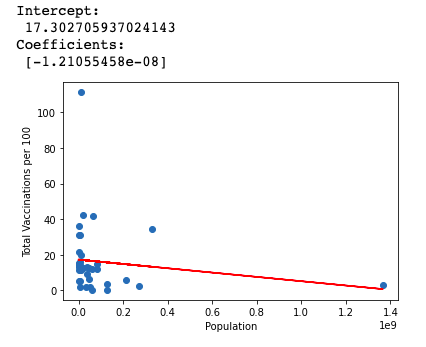 Intercept:
17.302705937024143
Coefficients:
[-1.21055458e-08]
100
80
60
40
20
0
Total Vaccinations per 100
0.0 0.2 0.4 0.6 0.8 1.0 1.2 1.4
1e9
Population